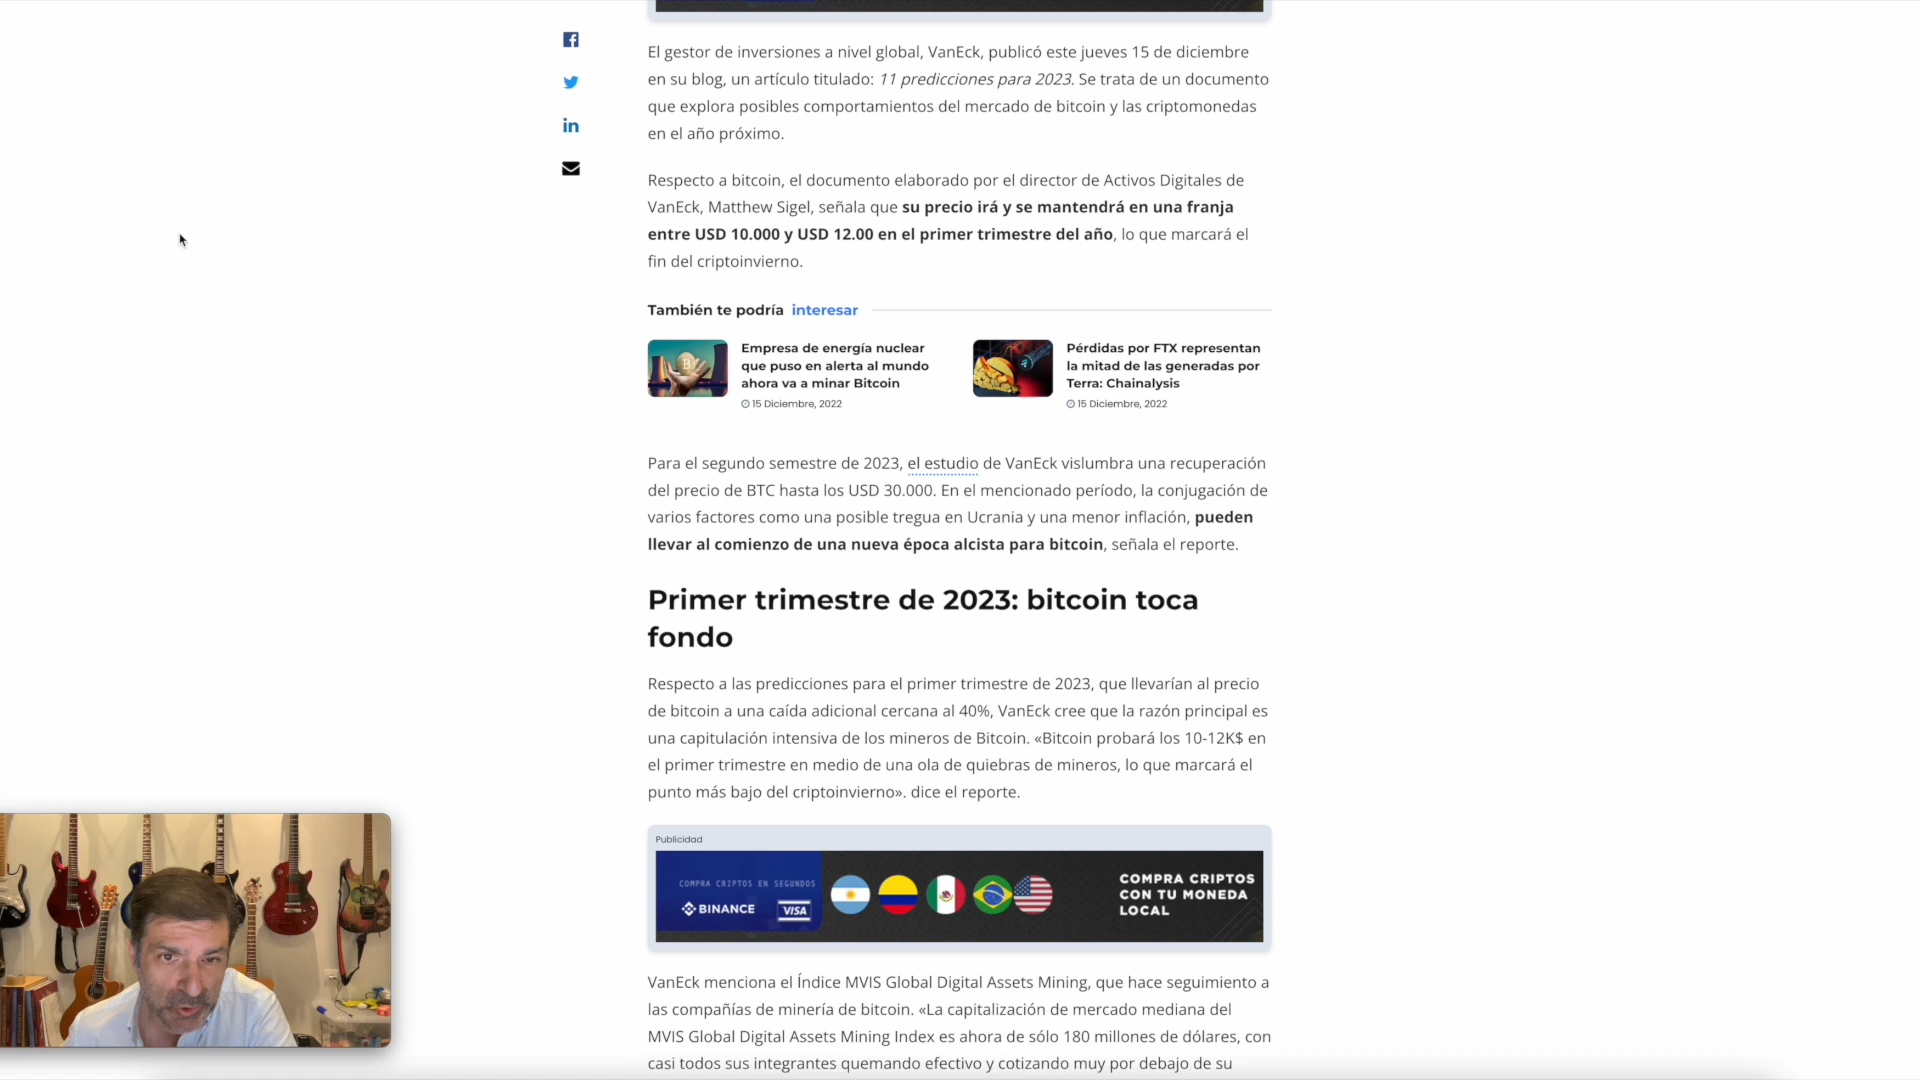 El gestor de inversiones a nivel global, VanEck, publicó este jueves 15 de diciembre
en su blog, un artículo titulado: 11 predicciones para 2023. Se trata de un documento
que explora posibles comportamientos del mercado de bitcoin y las criptomonedas
en el año próximo.
Respecto a bitcoin, el documento elaborado por el director de Activos Digitales de
VanEck, Matthew Sigel, señala que su precio irá y se mantendrá en una franja
entre USD 10.000 y USD 12.00 en el primer trimestre del año, lo que marcará el
fin del criptoinvierno.
También te podría interesar
Empresa de energía nuclear
que puso en alerta al mundo
ahora va a minar Bitcoin
15 Diciembre, 2022
Pérdidas por FTX representan
la mitad de las generadas por
Terra: Chainalysis
15 Diciembre, 2022
Para el segundo semestre de 2023, el estudio de VanEck vislumbra una recuperación
del precio de BTC hasta los USD 30.000. En el mencionado período, la conjugación de
varios factores como una posible tregua en Ucrania y una menor inflación, pueden
llevar al comienzo de una nueva época alcista para bitcoin, señala el reporte.
Primer trimestre de 2023: bitcoin toca
fondo
Respecto a las predicciones para el primer trimestre de 2023, que llevarían al precio
de bitcoin a una caída adicional cercana al 40%, VanEck cree que la razón principal es
una capitulación intensiva de los mineros de Bitcoin. «Bitcoin probará los 10-12K$ en
el primer trimestre en medio de una ola de quiebras de mineros, lo que marcará el
punto más bajo del criptoinvierno». dice el reporte.
Publicidad
COMPRA CRIPTOS EN SEGUNDOS
BINANCE VISA
COMPRA CRIPTOS
CON TU MONEDA
LOCAL
VanEck menciona el Índice MVIS Global Digital Assets Mining, que hace seguimiento a
las compañías de minería de bitcoin. «La capitalización de mercado mediana del
MVIS Global Digital Assets Mining Index es ahora de sólo 180 millones de dólares, con
casi todos sus integrantes quemando efectivo y cotizando muy por debajo de su